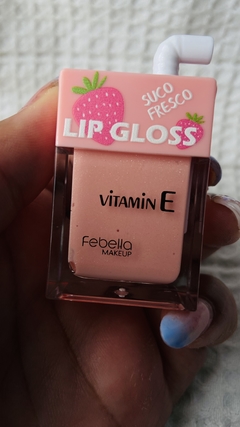 SUCO
FRESCO
LIP GLOSS
VITAMIN E
Febella
MAKEUP